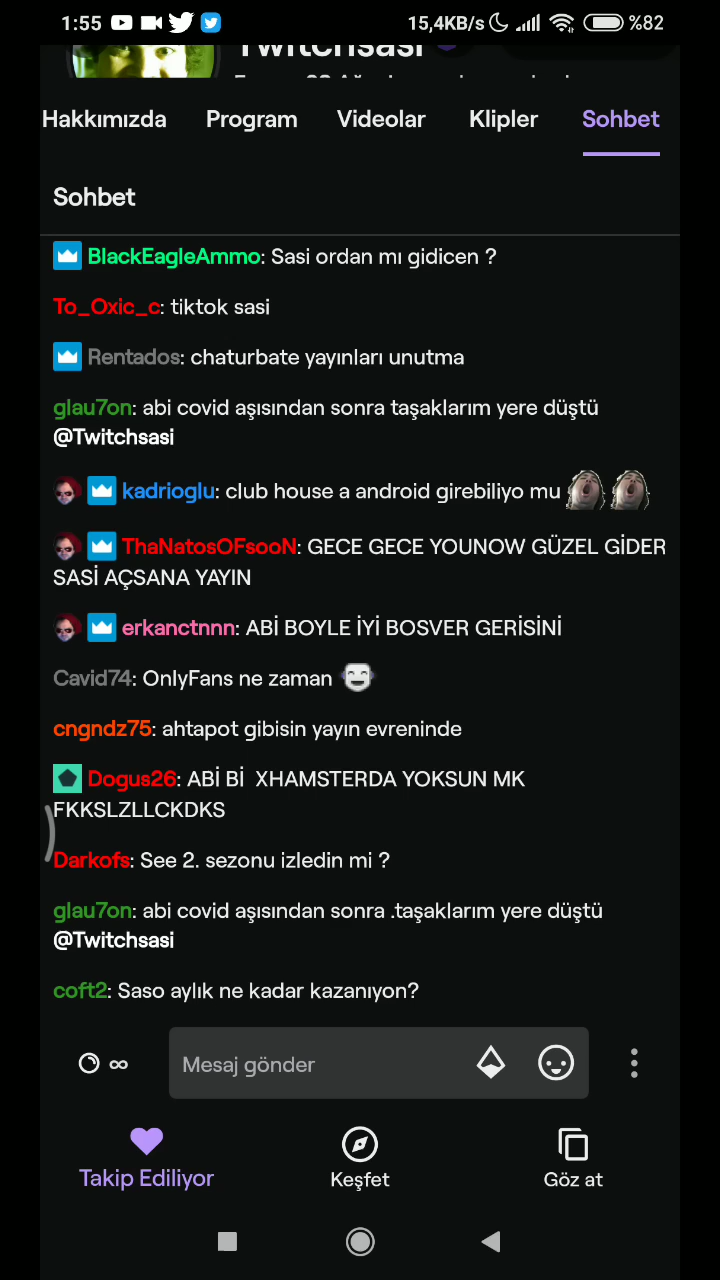 1:55
15,4KB/s
%82
Twitchsasi
Hakkımızda Program Videolar Klipler Sohbet
Sohbet
BlackEagleAmmo: Sasi ordan mı gidicen ?
To_Oxic_c: tiktok sasi
Rentados: chaturbate yayınları unutma
glau7on: abi covid aşısından sonra taşaklarım yere düştü
@Twitchsasi
kadrioglu: club house a android girebiliyo mu
ThaNatosOFsooN: GECE GECE YOUNOW GÜZEL GİDER
SASİ AÇSANA YAYIN
erkanctnnn: ABİ BOYLE İYİ BOSVER GERİSİNİ
Cavid74: OnlyFans ne zaman
cngndz75: ahtapot gibisin yayın evreninde
Dogus26: ABİ Bİ  XHAMSTERDA YOKSUN MK
FKKSLZLLCKDKS
Darkofs: See 2. sezonu izledin mi ?
glau7on: abi covid aşısından sonra .taşaklarım yere düştü
@Twitchsasi
coft2: Saso aylık ne kadar kazanıyon?
∞
Mesaj gönder
Takip Ediliyor Keşfet Göz at